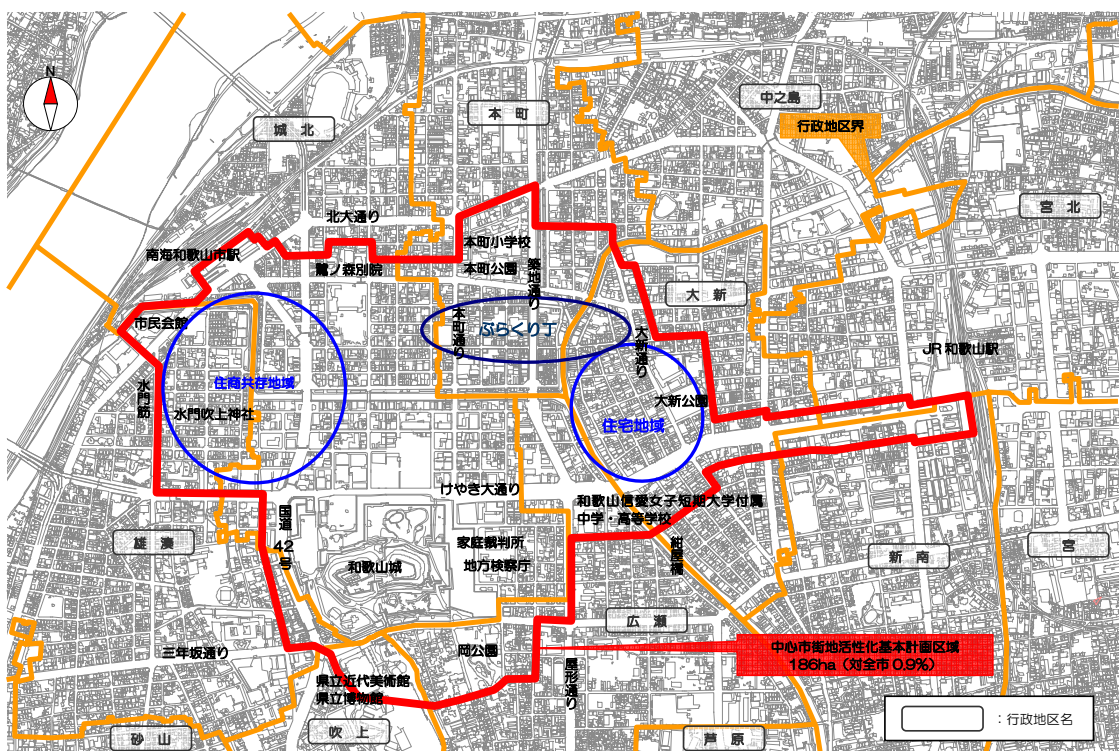 N
城 北
本 町
中之島
行政地区界
宮 北
北大通り
本町小学校
南海和歌山市駅
鷺ノ森別院
本町公園
築地通り
大 新
市民会館
本町通り
ぶらくり丁
大新通り
JR和歌山駅
住商共存地域
水門筋
水門吹上神社
大新公園
住宅地域
けやき大通り
和歌山信愛女子短期大学付属
中学・高等学校
国道42号
雄 湊
家庭裁判所
和歌山城
地方検察庁
紺屋橋
新 南
宮
広 瀬
中心市街地活性化基本計画区域
186ha（対全市0.9%）
三年坂通り
岡公園
屋形通り
県立近代美術館
県立博物館
砂 山
吹 上
芦 原
：行政地区名